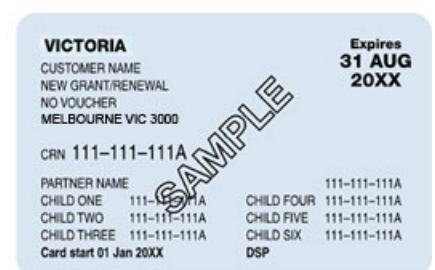 VICTORIA
CUSTOMER NAME
NEW GRANT/RENEWAL
NO VOUCHER
MELBOURNE VIC 3000
Expires
31 AUG
20XX
SAMPLE
CRN 111–111–111A
PARTNER NAME 111–111–111A
CHILD ONE 111–111–111A CHILD FOUR 111–111–111A
CHILD TWO 111–111–111A CHILD FIVE 111–111–111A
CHILD THREE 111–111–111A CHILD SIX 111–111–111A
Card start 01 Jan 20XX DSP